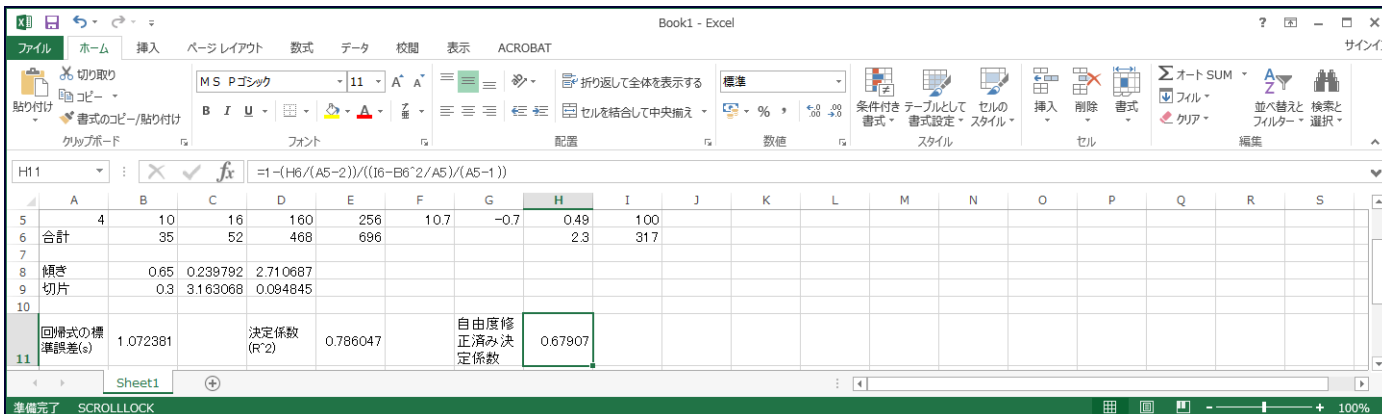 Book1 - Excel
ファイル ホーム 挿入 ページ レイアウト 数式 データ 校閲 表示 ACROBAT サインイ
貼り付け 切り取り コピー 書式のコピー/貼り付け
MS Pゴシック 11
折り返して全体を表示する
標準
B I U A
セルを結合して中央揃え
% ,
条件付き書式 テーブルとして書式設定 セルのスタイル
挿入 削除 書式
Σ オート SUM フィル クリア
並べ替えとフィルター 検索と選択
クリップボード フォント 配置 数値 スタイル セル 編集
H11 fx =1-(H6/(A5-2))/((I6-B6^2/A5)/(A5-1))
A B C D E F G H I J K L M N O P Q R S
5 4 10 16 160 256 10.7 -0.7 0.49 100
6 合計 35 52 468 696 2.3 317
7
8 傾き 0.65 0.239792 2.710687
9 切片 0.3 3.163068 0.094845
10
11 回帰式の標準誤差(s) 1.072381 決定係数(R^2) 0.786047 自由度修正済み決定係数 0.67907
Sheet1
準備完了 SCROLLLOCK 100%